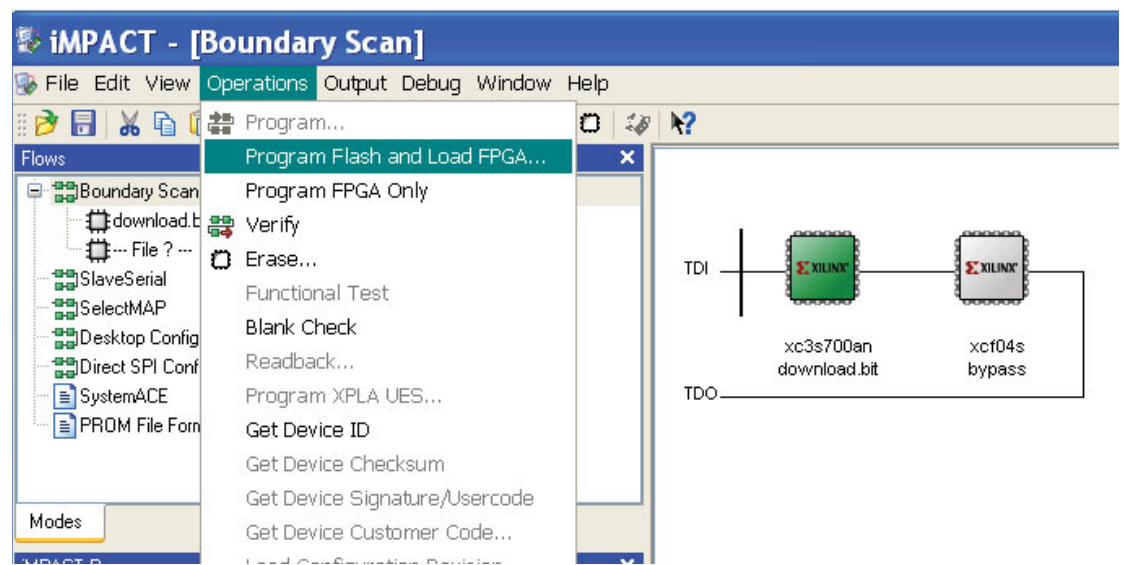 iMPACT - [Boundary Scan]
File Edit View Operations Output Debug Window Help
Program...
Flows
Program Flash and Load FPGA...
Boundary Scan
Program FPGA Only
download.b
Verify
--- File ? ---
Erase...
SlaveSerial
Functional Test
SelectMAP
Blank Check
Desktop Config
Readback...
Direct SPI Conf
SystemACE
Program XPLA UES...
PROM File Form
Get Device ID
Get Device Checksum
Get Device Signature/Usercode
Modes
Get Device Customer Code...
TDI
XILINX
XILINX
xc3s700an
download.bit
xcf04s
bypass
TDO